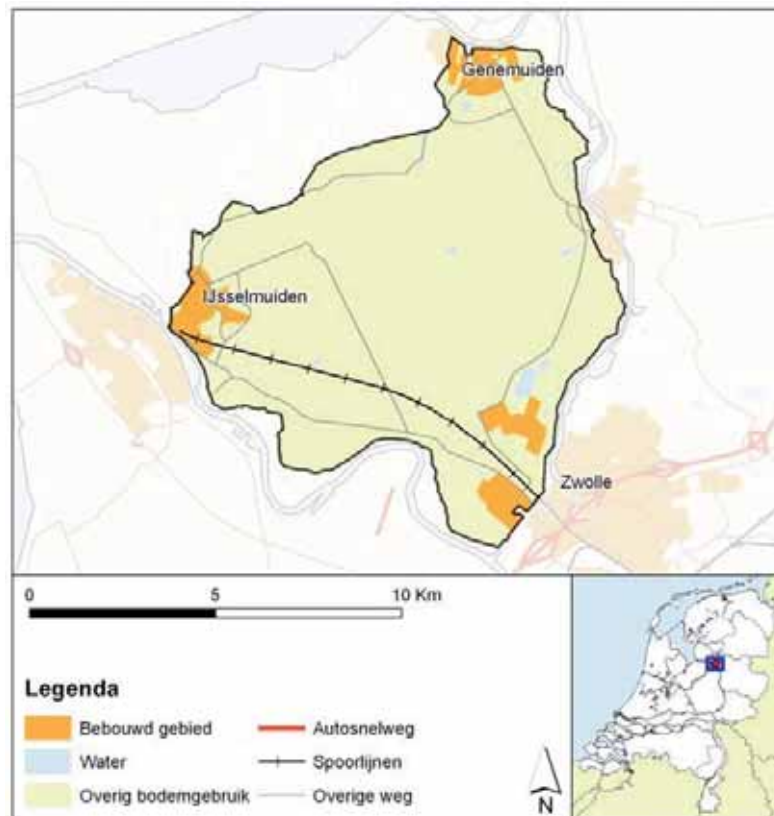 Genemuiden
IJsselmuiden
Zwolle
0 5 10 Km
Legenda
Bebouwd gebied
Water
Overig bodemgebruik
Autosnelweg
Spoorlijnen
Overige weg
N